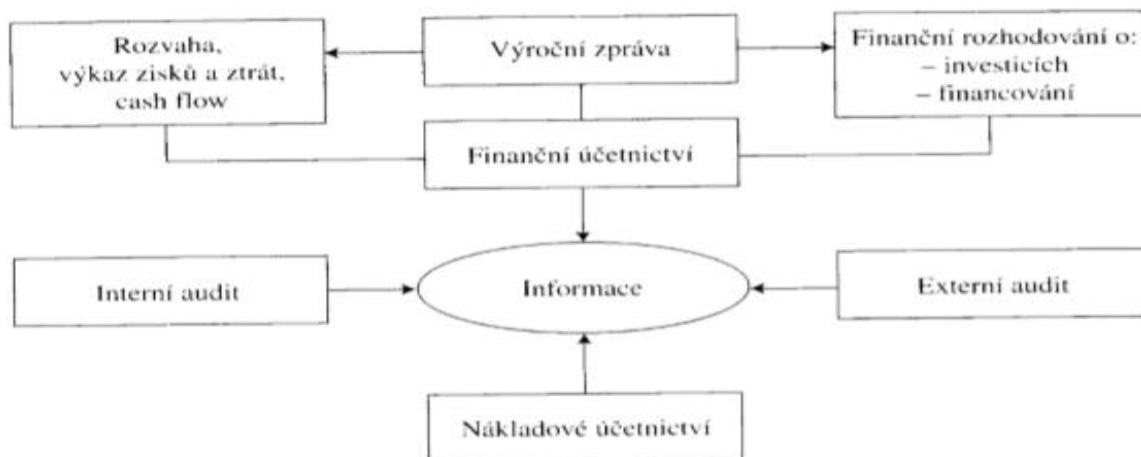 Rozvaha,
výkaz zisků a ztrát,
cash flow
Výroční zpráva
Finanční rozhodování o:
– investicích
– financování
Finanční účetnictví
Interní audit
Informace
Externí audit
Nákladové účetnictví